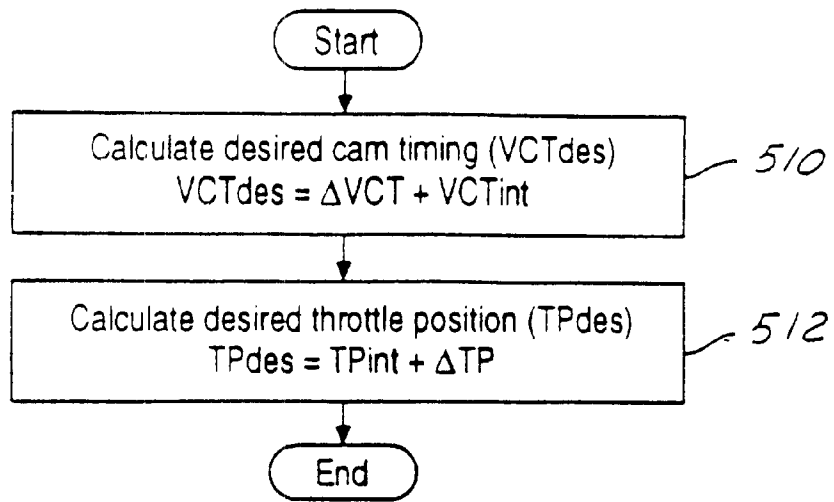 Start
Calculate desired cam timing (VCTdes)
VCTdes = ΔVCT + VCTint
510
Calculate desired throttle position (TPdes)
TPdes = TPint + ΔTP
512
End